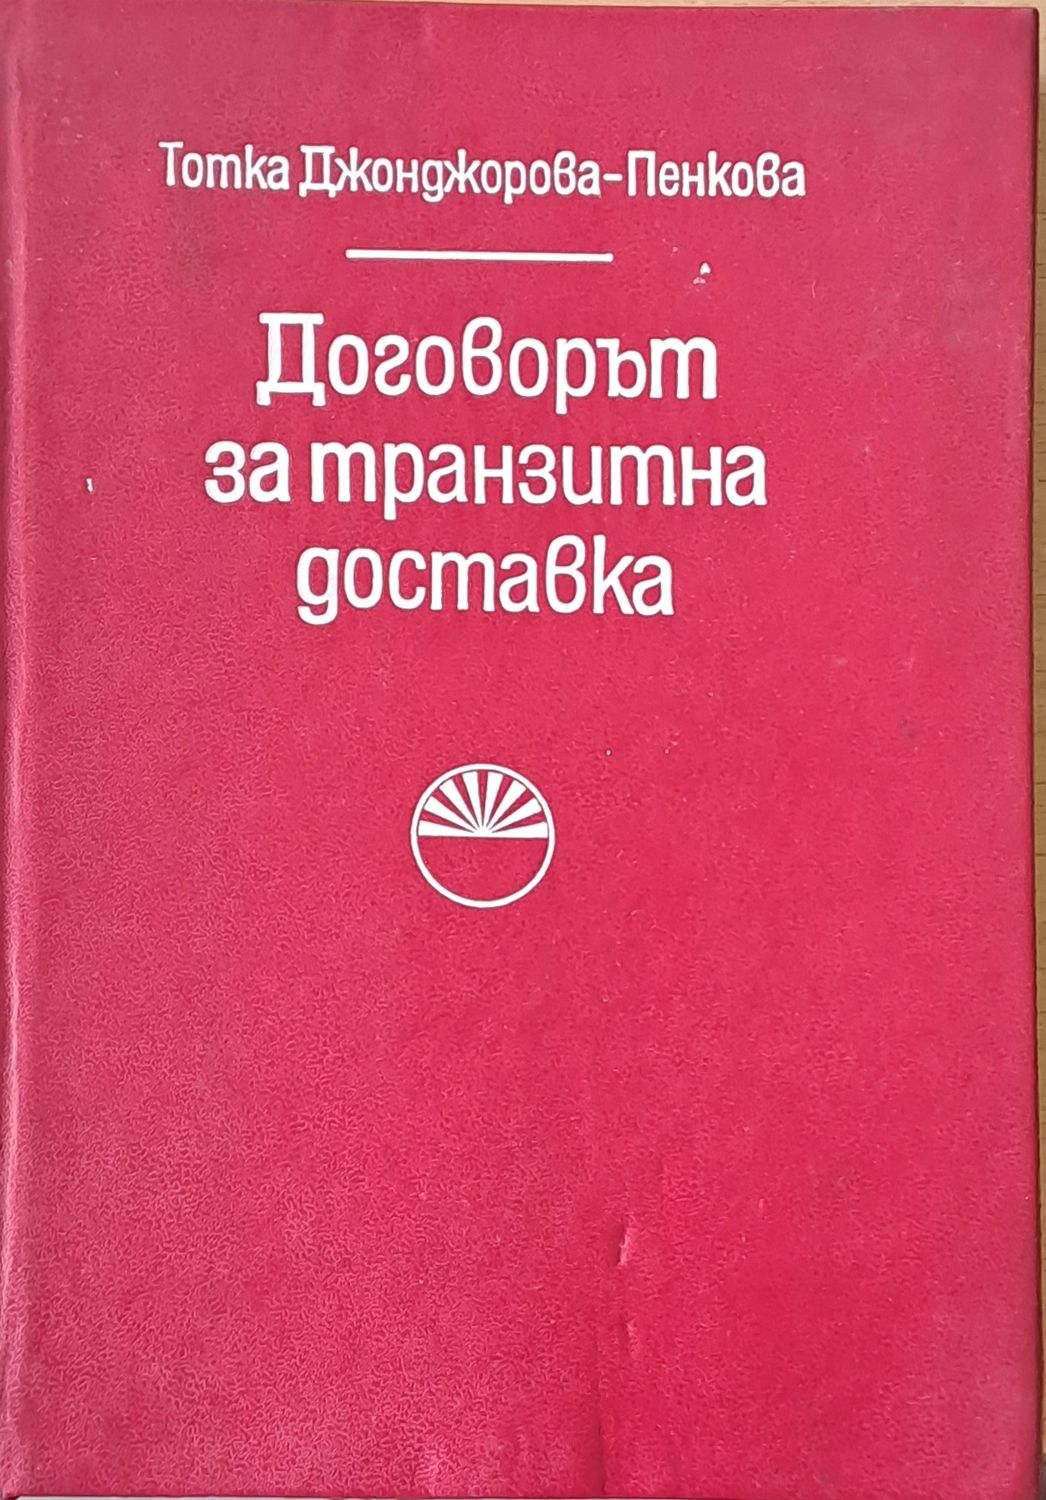 Тотка Джонджорова-Пенкова
Договорът
за транзитна
доставка